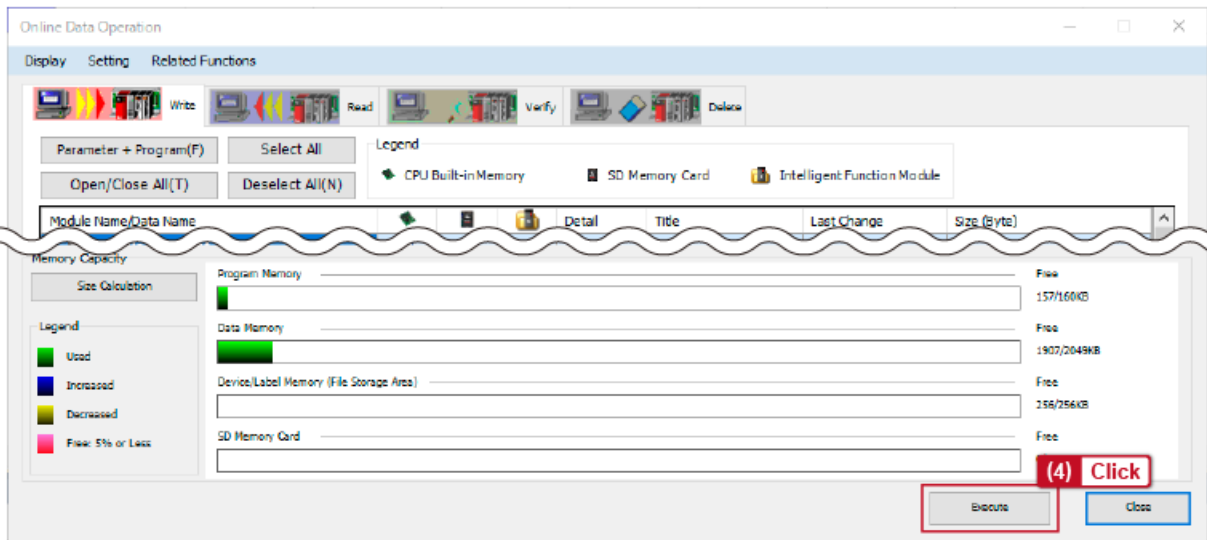 Online Data Operation
Display Setting Related Functions
Write Read Verify Delete
Parameter + Program(F) Select All Legend
CPU Built-in Memory SD Memory Card Intelligent Function Module
Open/Close All(T) Deselect All(N)
Module Name/Data Name Detail Title Last Change Size (Byte)
Memory Capacity
Size Calculation
Program Memory Free
157/160KB
Legend
Used
Increased
Decreased
Free: 5% or Less
Data Memory Free
1907/2049KB
Device/Label Memory (File Storage Area) Free
256/256KB
SD Memory Card Free
(4) Click
Execute Close